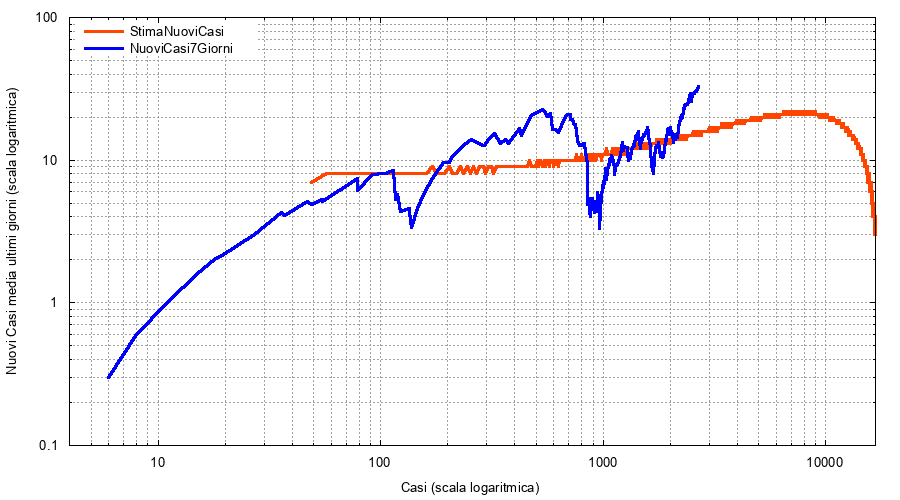 100
StimaNuoviCasi
NuoviCasi7Giorni
10
1
0.1
Nuovi Casi media ultimi giorni (scala logaritmica)
10
100
1000
10000
Casi (scala logaritmica)